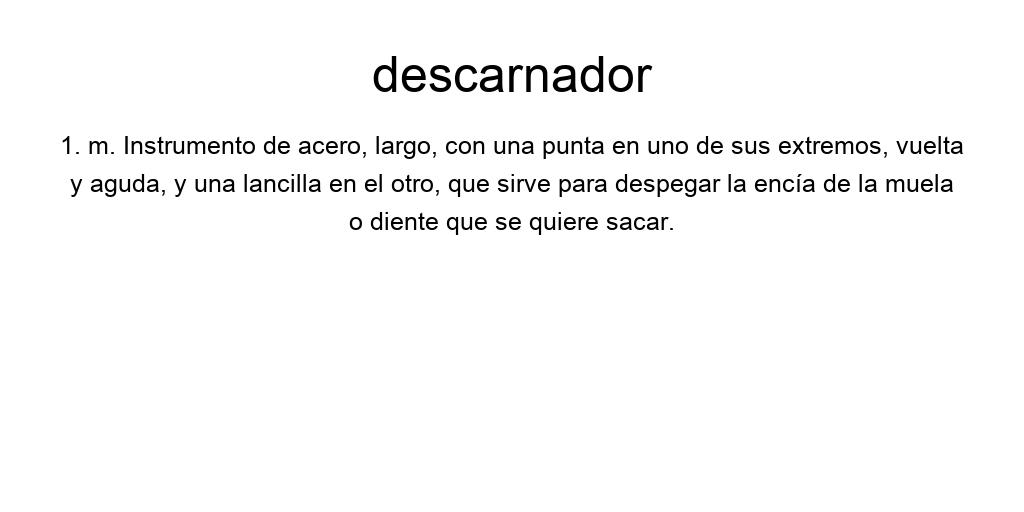 descarnador
1. m. Instrumento de acero, largo, con una punta en uno de sus extremos, vuelta
y aguda, y una lancilla en el otro, que sirve para despegar la encía de la muela
o diente que se quiere sacar.